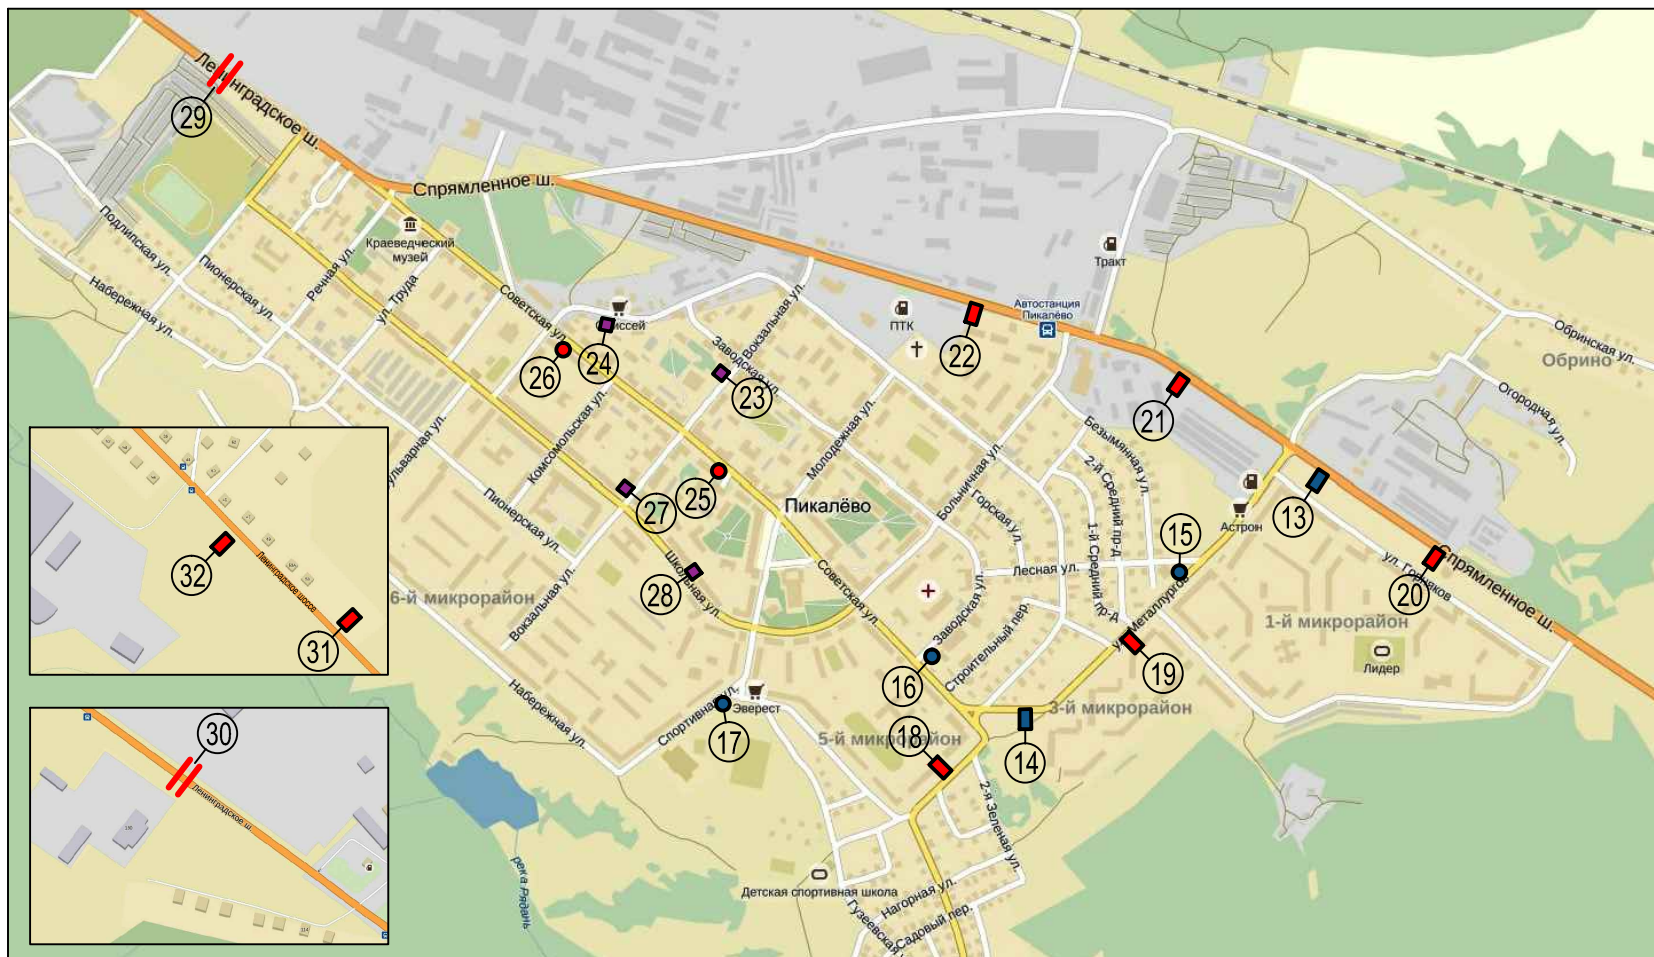 Ленинградское ш.
29
Спрямленное ш.
Краеведческий
музей
Подлипская ул.
Пионерская ул.
Набережная ул.
Речная ул.
ул. Труда
Советская ул.
Тракт
Автостанция
Пикалёво
ПТК
22
21
Обринская ул.
Обрино
Огородная ул.
Вокзальная ул.
Заводская ул.
26
24
23
Комсомольская ул.
Молодежная ул.
Больничная ул.
Безымянная ул.
2-й Средний пр-д
1-й Средний пр-д
Горская ул.
Лесная ул.
Астрон
13
15
Пионерская ул.
27
25
Пикалёво
Школьная ул.
28
Советская ул.
6-й микрорайон
Вокзальная ул.
Заводская ул.
Строительный пер.
16
ул. Металлургов
19
20
ул. Горняков
Спрямленное ш.
1-й микрорайон
Лидер
32
31
Ленинградское шоссе
Набережная ул.
Спортивная ул.
Эверест
17
5-й микрорайон
18
3-й микрорайон
14
30
Ленинградское ш.
2-я Зеленая ул.
река Рядань
Детская спортивная школа
Нагорная ул.
Садовый пер.
Гузеевская